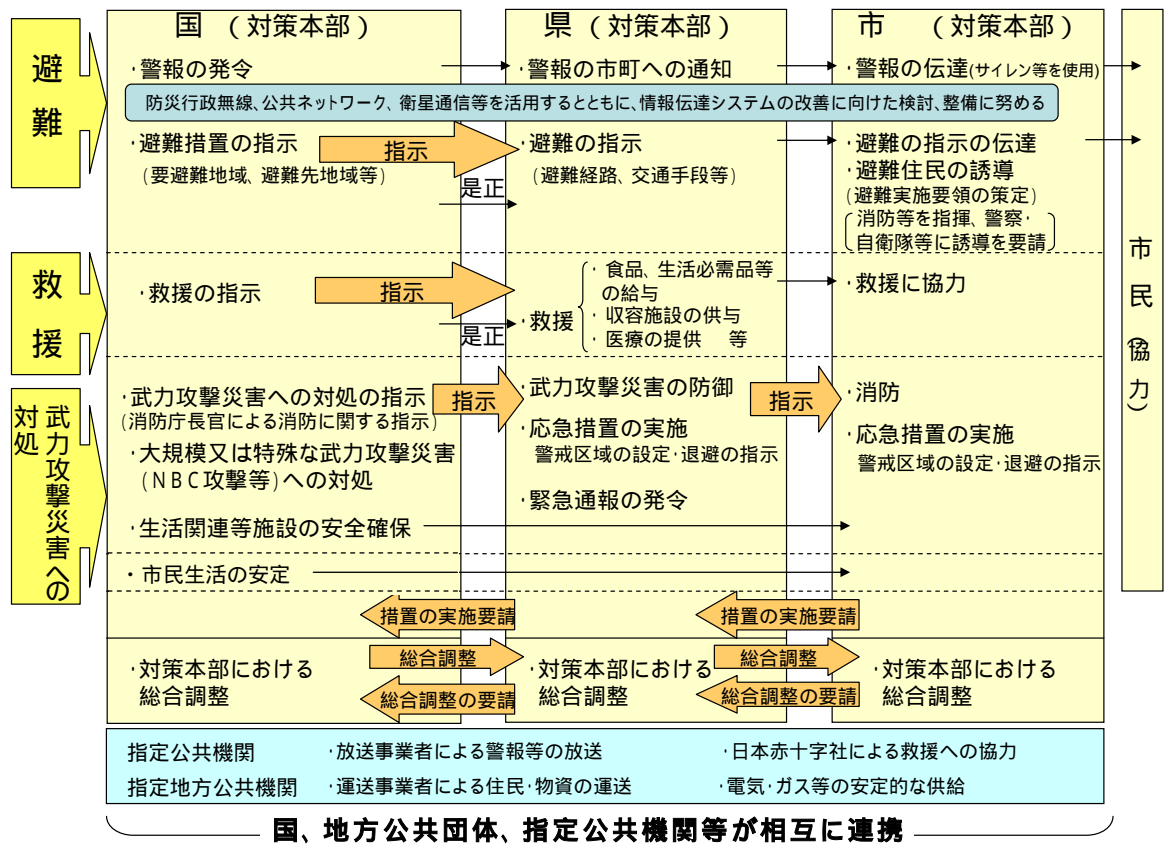 国 （対策本部）
県（対策本部）
市 （対策本部）
避難
・警報の発令
・警報の市町への通知
・警報の伝達(サイレン等を使用)
防災行政無線、公共ネットワーク、衛星通信等を活用するとともに、情報伝達システムの改善に向けた検討、整備に努める
・避難措置の指示
(要避難地域、避難先地域等)
指示
是正
・避難の指示
(避難経路、交通手段等)
・避難の指示の伝達
・避難住民の誘導
(避難実施要領の策定)
消防等を指揮、警察・
自衛隊等に誘導を要請
救援
・救援の指示
指示
是正
・救援
・食品、生活必需品等
の給与
・収容施設の供与
・医療の提供 等
・救援に協力
武力攻撃災害への
対処
・武力攻撃災害への対処の指示
(消防庁長官による消防に関する指示)
・大規模又は特殊な武力攻撃災害
(NBC攻撃等)への対処
・生活関連等施設の安全確保
指示
・武力攻撃災害の防御
・応急措置の実施
警戒区域の設定・退避の指示
・緊急通報の発令
指示
・消防
・応急措置の実施
警戒区域の設定・退避の指示
・市民生活の安定
措置の実施要請
措置の実施要請
・対策本部における
総合調整
総合調整
総合調整の要請
・対策本部における
総合調整
総合調整
総合調整の要請
・対策本部における
総合調整
市民（協力）
指定公共機関
・放送事業者による警報等の放送
・日本赤十字社による救援への協力
指定地方公共機関
・運送事業者による住民・物資の運送
・電気・ガス等の安定的な供給
国、地方公共団体、指定公共機関等が相互に連携